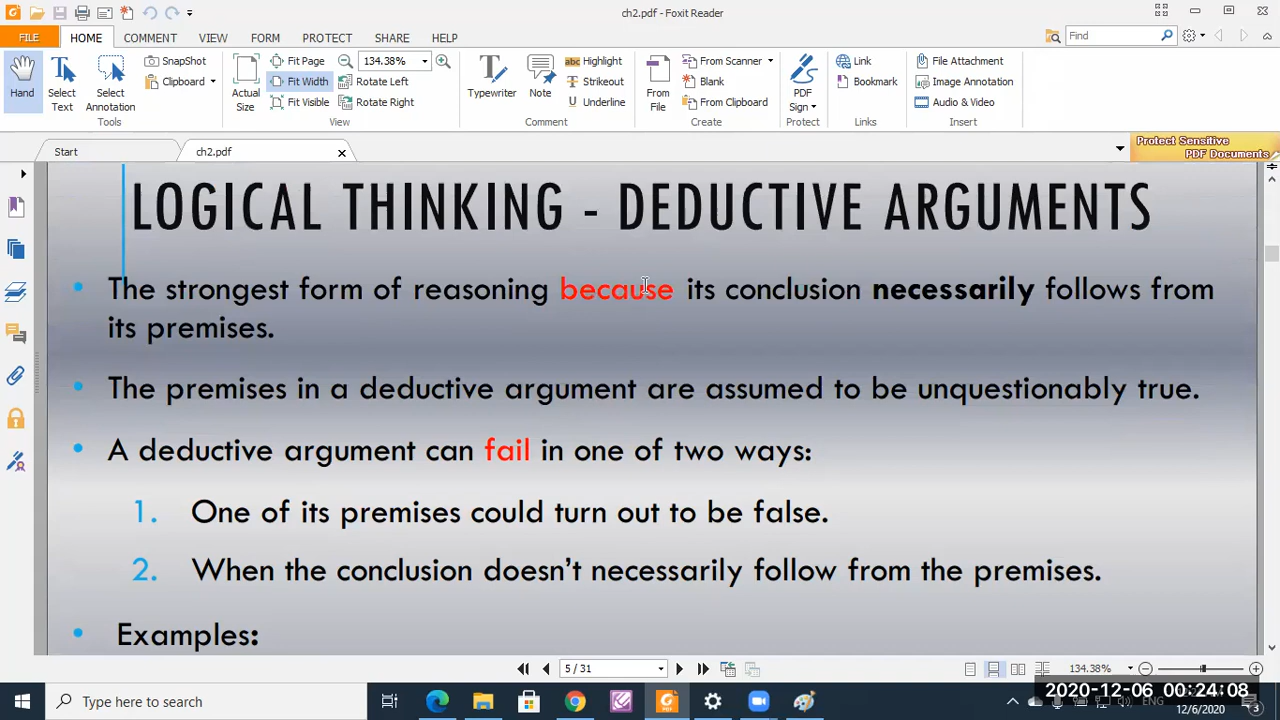 ch2.pdf - Foxit Reader
FILE HOME COMMENT VIEW FORM PROTECT SHARE HELP Find
Hand
Select Text
Select Annotation
SnapShot
Clipboard
Tools
Actual Size
Fit Page
Fit Width
Fit Visible
134.38%
Rotate Left
Rotate Right
View
Typewriter
Note
Highlight
Strikeout
Underline
Comment
From File
From Scanner
Blank
From Clipboard
Create
PDF Sign
Protect
Link
Bookmark
Links
File Attachment
Image Annotation
Audio & Video
Insert
Start ch2.pdf
Protect Sensitive
PDF Documents
LOGICAL THINKING - DEDUCTIVE ARGUMENTS
• The strongest form of reasoning because its conclusion necessarily follows from
its premises.
• The premises in a deductive argument are assumed to be unquestionably true.
• A deductive argument can fail in one of two ways:
1. One of its premises could turn out to be false.
2. When the conclusion doesn't necessarily follow from the premises.
• Examples:
5 / 31 134.38%
Type here to search
2020-12-06 00:24:08
12/6/2020